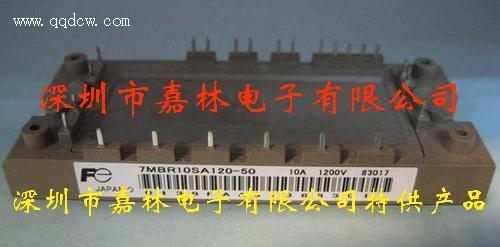 www.qqdcw.com
深圳市嘉林电子有限公司
7MBR10SA120-50 10A 1200V 83017
Fe
JAPAN O
深圳市嘉林电子有限公司特供产品